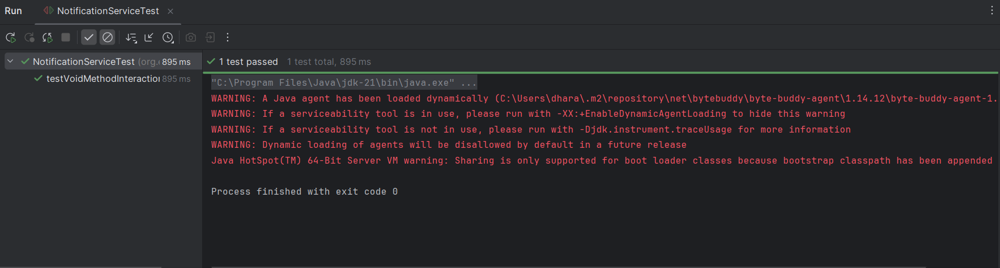 Run NotificationServiceTest
NotificationServiceTest (org. 895 ms
testVoidMethodInteraction 895 ms
1 test passed 1 test total, 895 ms
"C:\Program Files\Java\jdk-21\bin\java.exe" ...
WARNING: A Java agent has been loaded dynamically (C:\Users\dhara\.m2\repository\net\bytebuddy\byte-buddy-agent\1.14.12\byte-buddy-agent-1.
WARNING: If a serviceability tool is in use, please run with -XX:+EnableDynamicAgentLoading to hide this warning
WARNING: If a serviceability tool is not in use, please run with -Djdk.instrument.traceUsage for more information
WARNING: Dynamic loading of agents will be disallowed by default in a future release
Java HotSpot(TM) 64-Bit Server VM warning: Sharing is only supported for boot loader classes because bootstrap classpath has been appended
Process finished with exit code 0